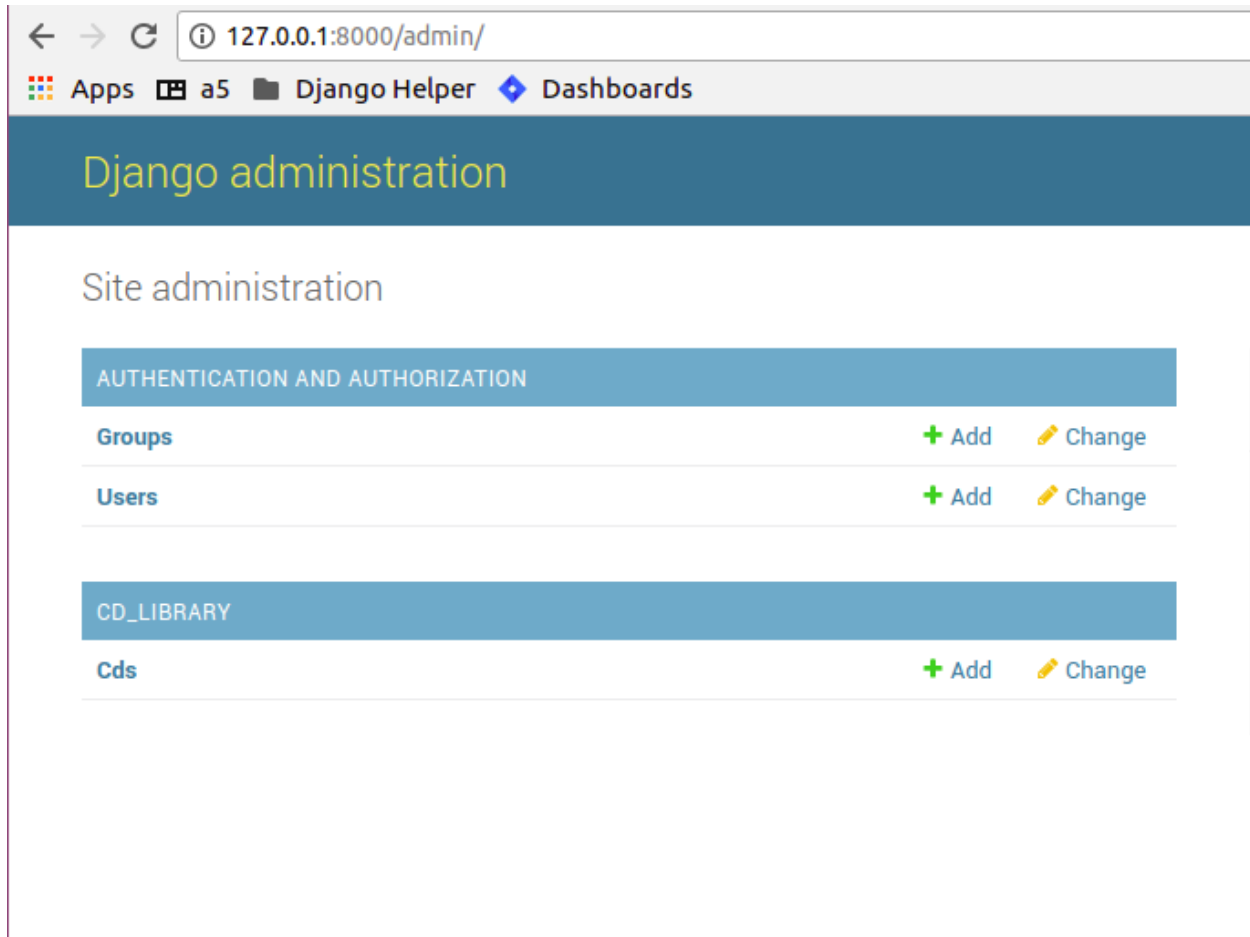 127.0.0.1:8000/admin/
Apps a5 Django Helper Dashboards
Django administration
Site administration
AUTHENTICATION AND AUTHORIZATION
Groups Add Change
Users Add Change
CD_LIBRARY
Cds Add Change